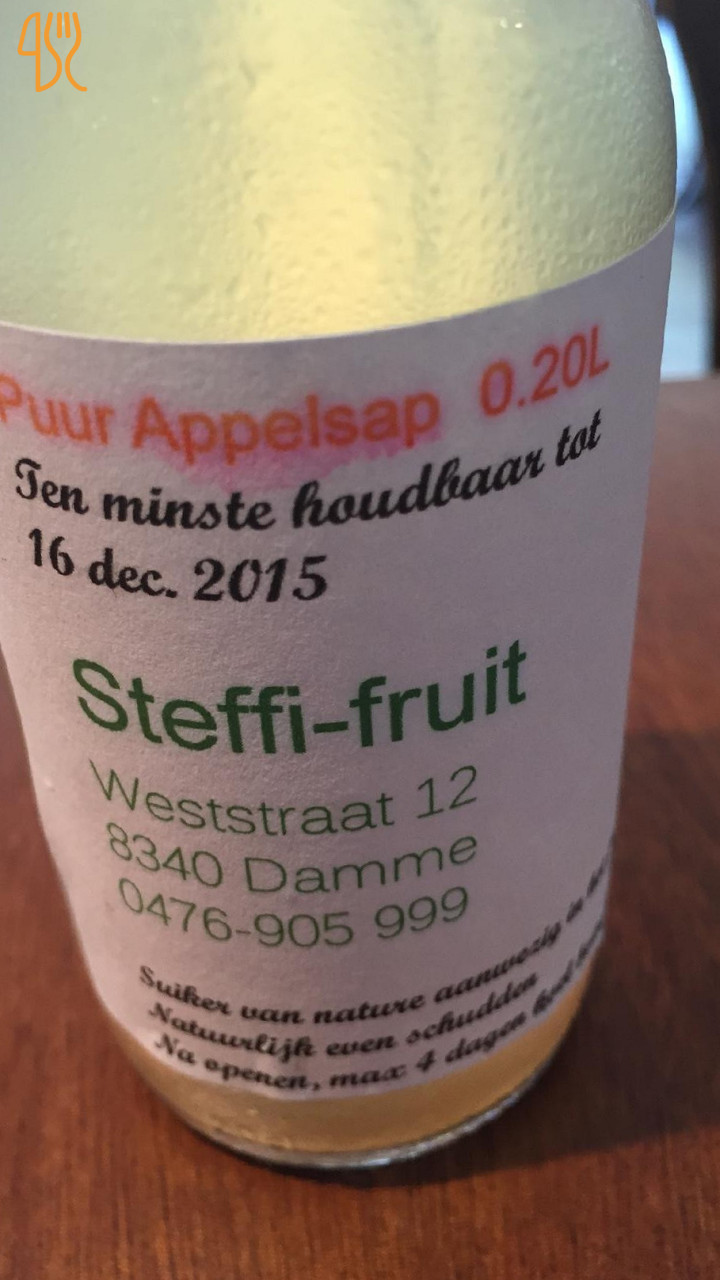 Puur Appelsap 0.20L
Ten minste houdbaar tot
16 dec. 2015
Steffi-fruit
Weststraat 12
8340 Damme
0476-905 999
Suiker van nature aanwezig in
Natuurlijk even schudden
Na openen, max 4 dagen